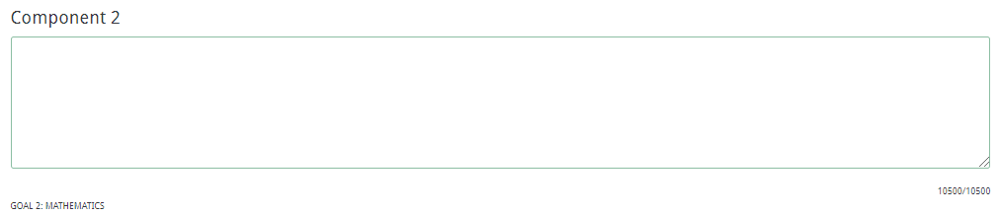 Component 2
10500/10500
GOAL 2: MATHEMATICS